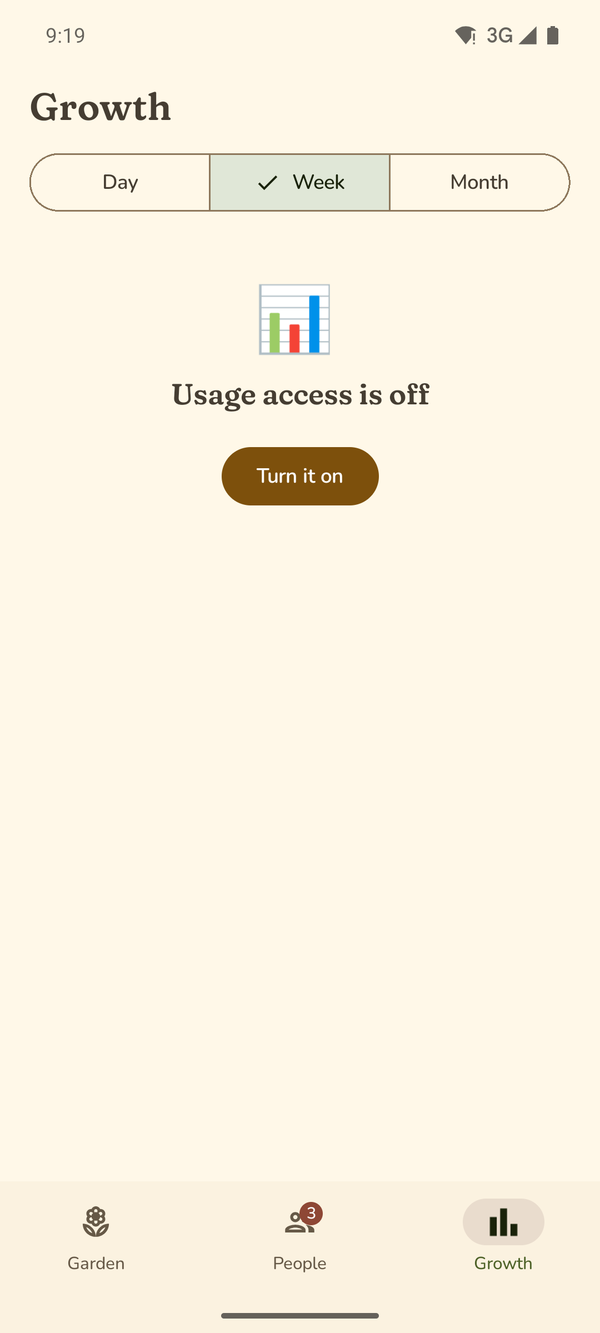 9:19
3G
Growth
Day
Week
Month
Usage access is off
Turn it on
3
Garden
People
Growth